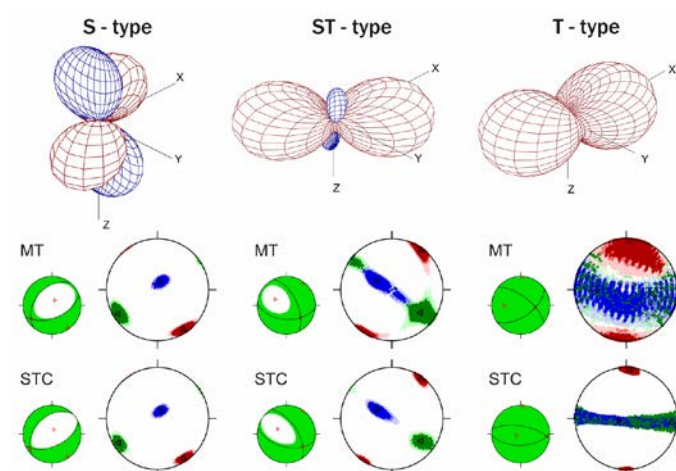 S - type ST - type T - type
X X X
Y Y Y
Z Z Z
MT MT MT
STC STC STC